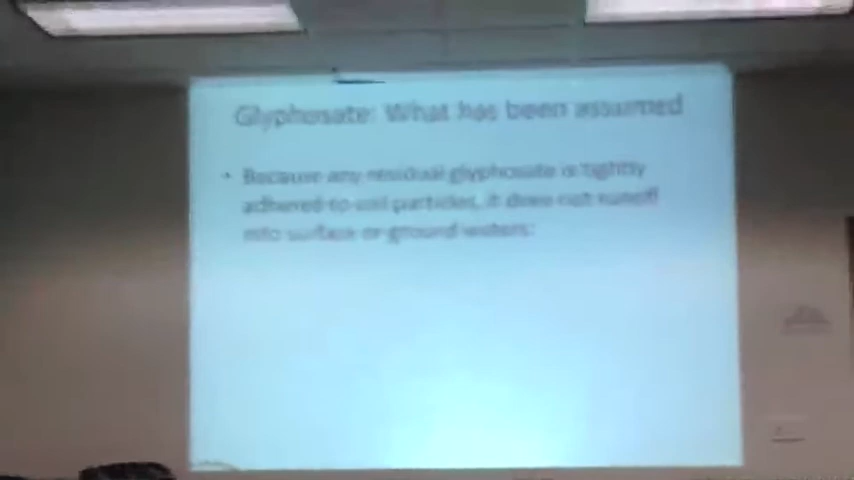 Glyphosate: What has been assumed
• Because any residual glyphosate is tightly
adhered to soil particles, it does not runoff
into surface or ground waters: